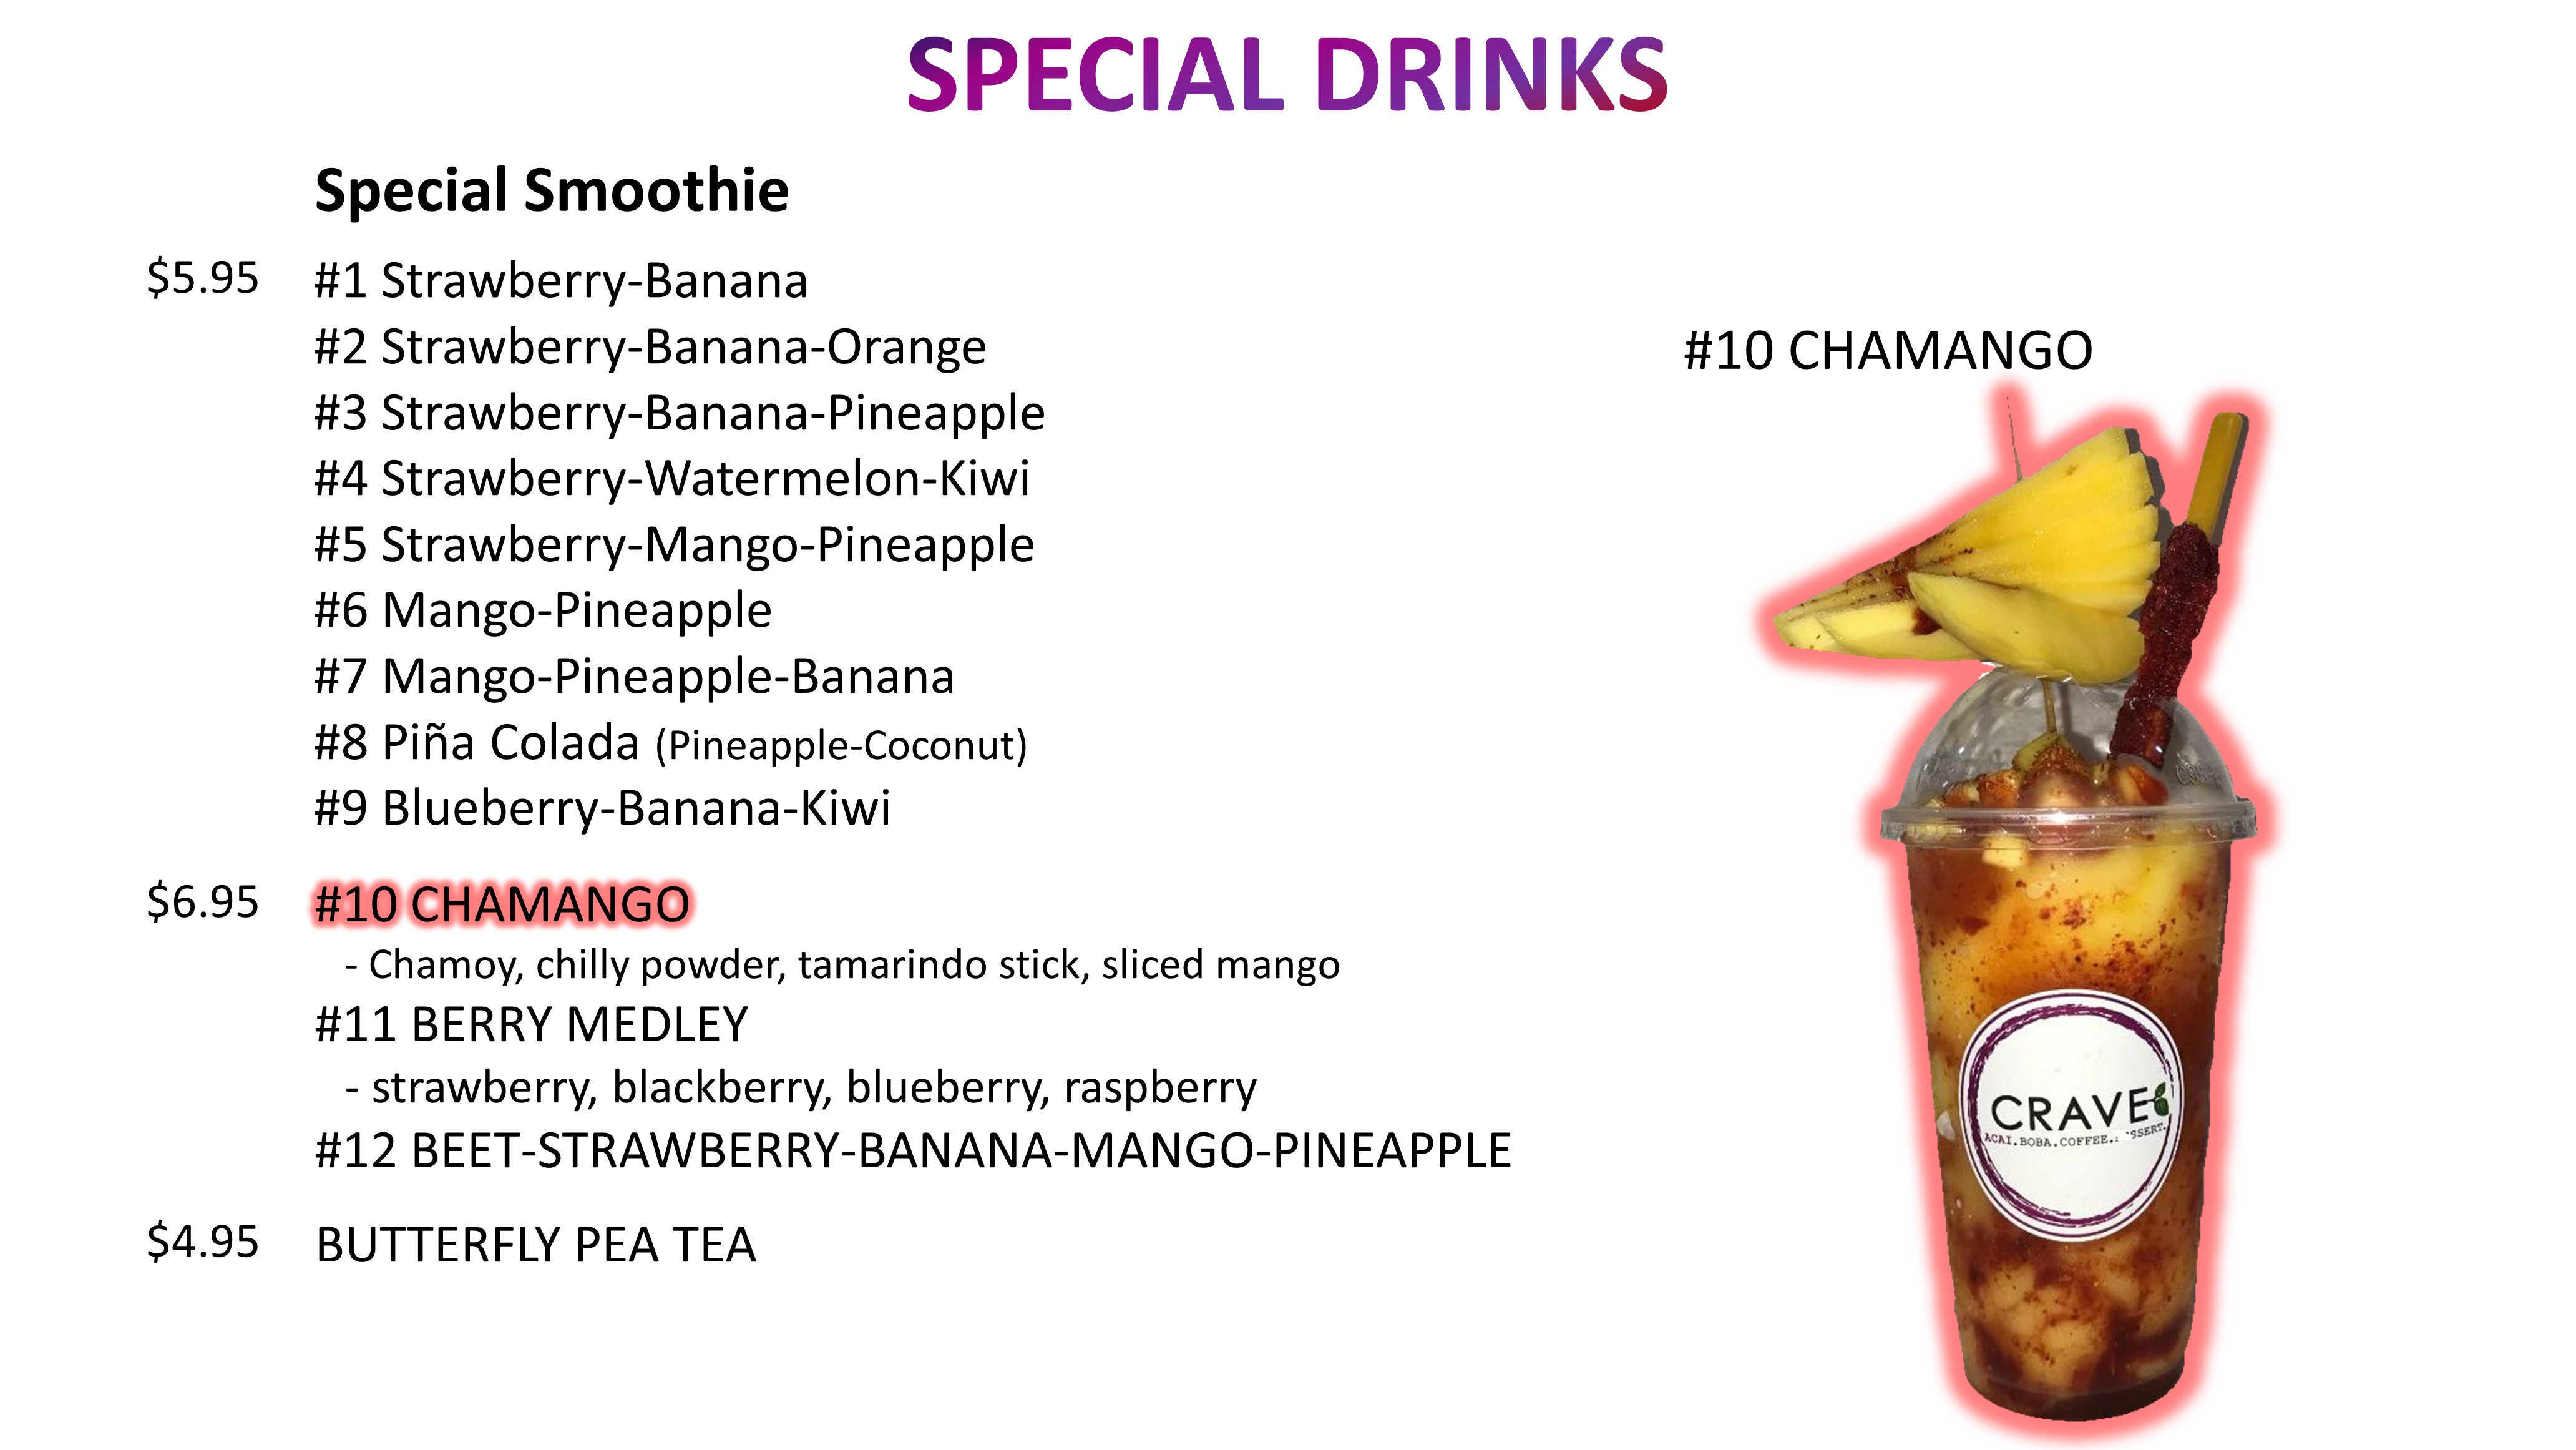 SPECIAL DRINKS
Special Smoothie
$5.95 #1 Strawberry-Banana
#2 Strawberry-Banana-Orange
#3 Strawberry-Banana-Pineapple
#4 Strawberry-Watermelon-Kiwi
#5 Strawberry-Mango-Pineapple
#6 Mango-Pineapple
#7 Mango-Pineapple-Banana
#8 Piña Colada (Pineapple-Coconut)
#9 Blueberry-Banana-Kiwi
$6.95 #10 CHAMANGO
- Chamoy, chilly powder, tamarindo stick, sliced mango
#11 BERRY MEDLEY
- strawberry, blackberry, blueberry, raspberry
#12 BEET-STRAWBERRY-BANANA-MANGO-PINEAPPLE
$4.95 BUTTERFLY PEA TEA
#10 CHAMANGO
CRAVE
ACAI.BOBA.COFFEE.